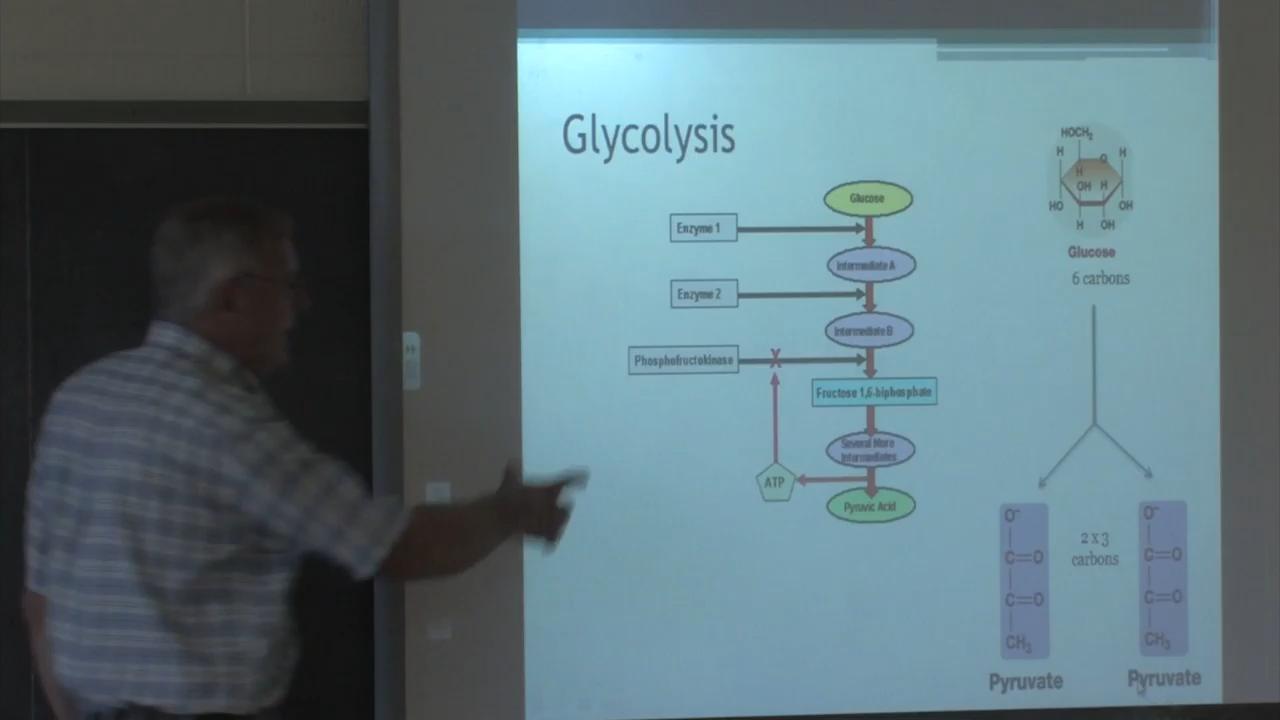 Glycolysis
Glucose
Enzyme 1
Intermediate A
Enzyme 2
Intermediate B
Phosphofructokinase
X
Fructose 1,6-biphosphate
Several More
Intermediates
ATP
Pyruvic Acid
HOCH₂
H
O
H
H
OH
H
HO
OH
H
OH
Glucose
6 carbons
2 x 3
carbons
O⁻
C=O
C=O
CH₃
Pyruvate
O⁻
C=O
C=O
CH₃
Pyruvate